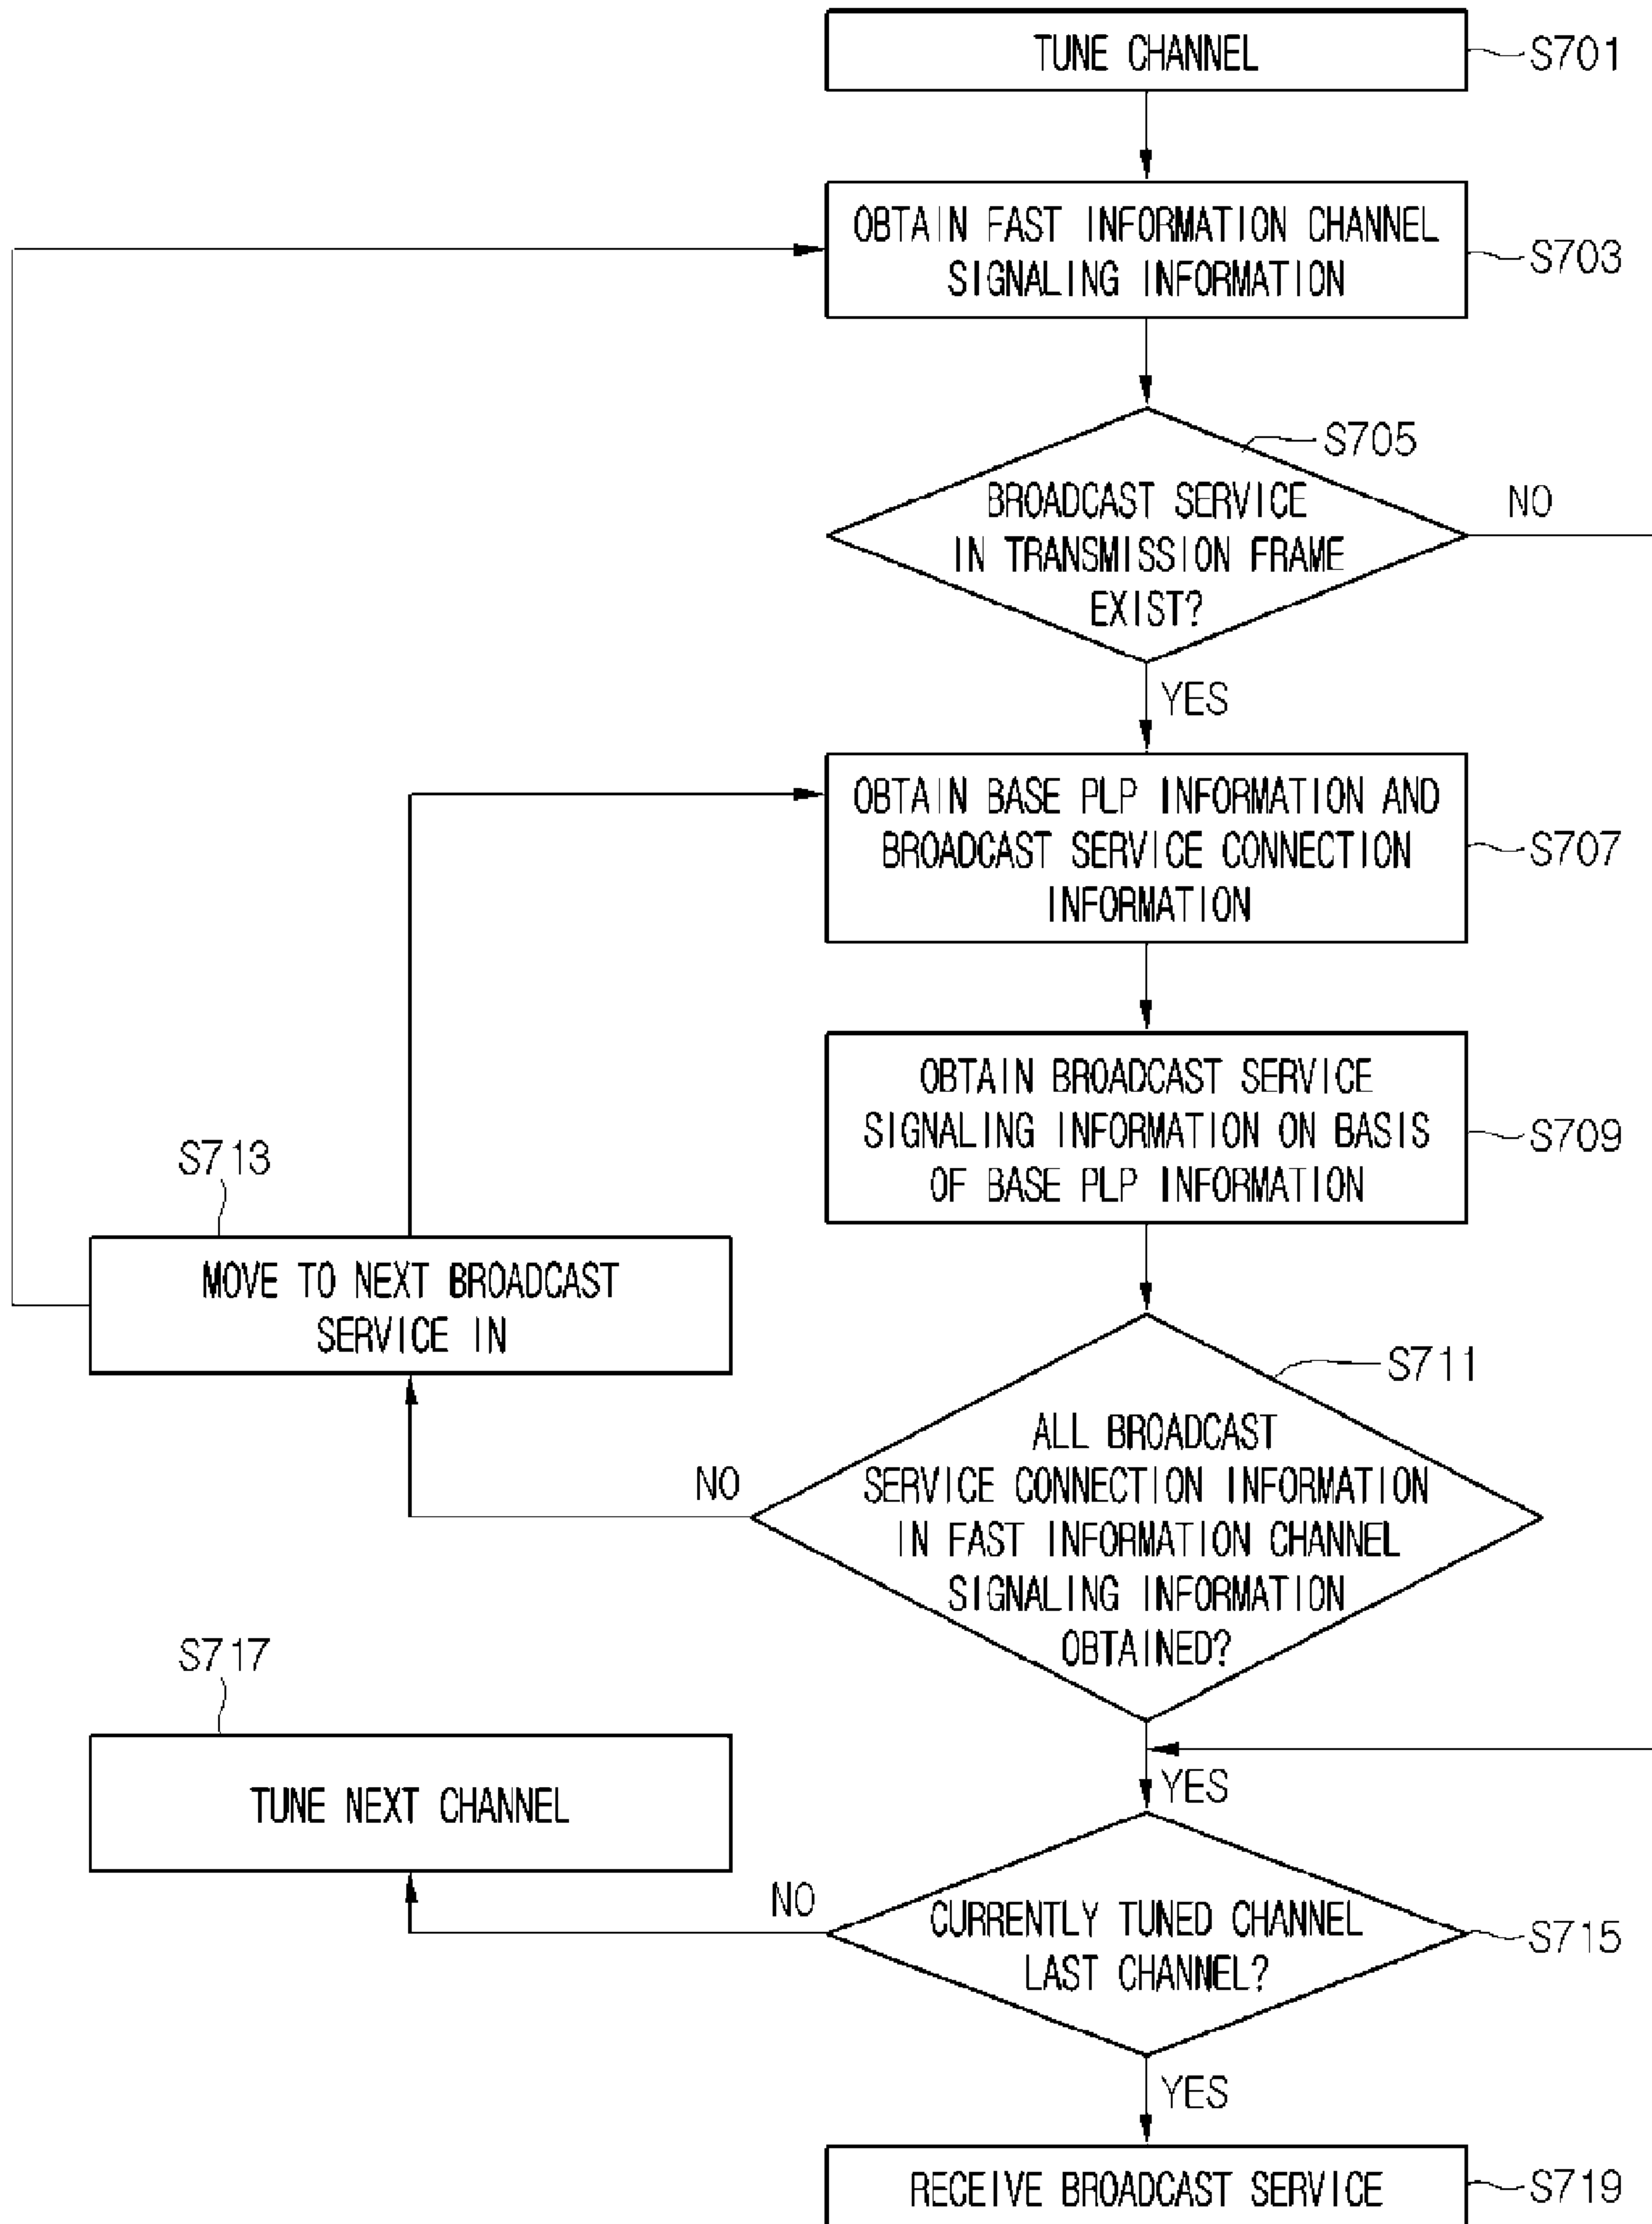 TUNE CHANNEL
S701
OBTAIN FAST INFORMATION CHANNEL
SIGNALING INFORMATION
S703
S705
BROADCAST SERVICE
IN TRANSMISSION FRAME
EXIST?
NO
YES
OBTAIN BASE PLP INFORMATION AND
BROADCAST SERVICE CONNECTION
INFORMATION
S707
OBTAIN BROADCAST SERVICE
SIGNALING INFORMATION ON BASIS
OF BASE PLP INFORMATION
S709
S713
MOVE TO NEXT BROADCAST
SERVICE IN
S711
ALL BROADCAST
SERVICE CONNECTION INFORMATION
IN FAST INFORMATION CHANNEL
SIGNALING INFORMATION
OBTAINED?
NO
S717
TUNE NEXT CHANNEL
YES
NO
CURRENTLY TUNED CHANNEL
LAST CHANNEL?
S715
YES
RECEIVE BROADCAST SERVICE
S719